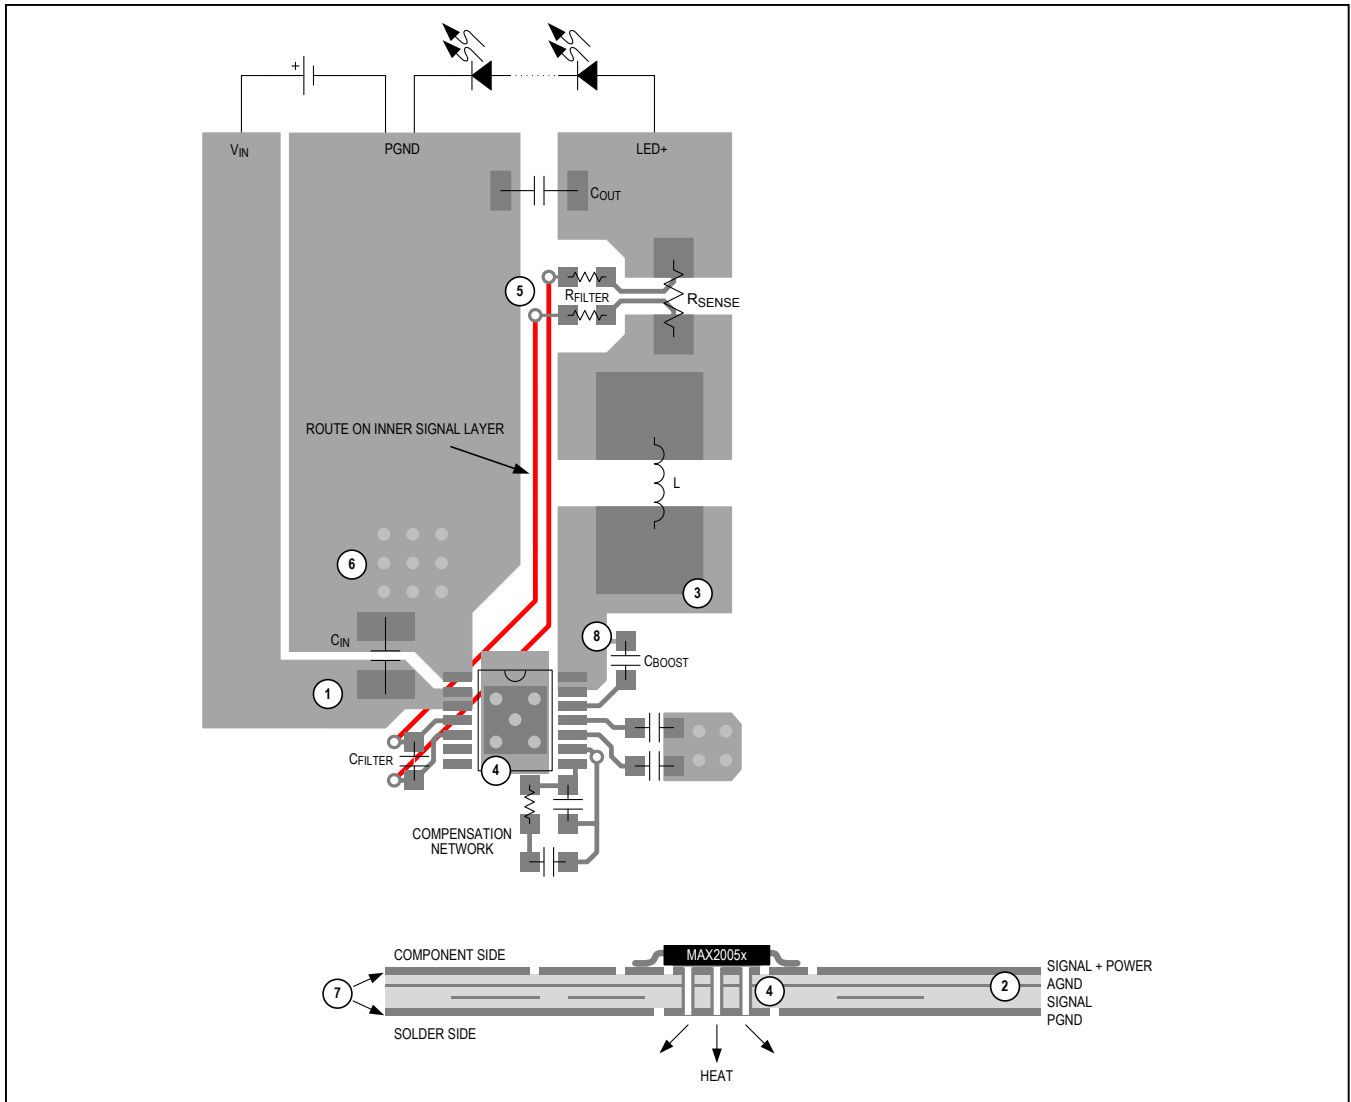 +
VIN
PGND
LED+
COUT
5
RFILTER
RSENSE
ROUTE ON INNER SIGNAL LAYER
L
6
3
CIN
8
CBOOST
1
CFILTER
4
COMPENSATION
NETWORK
COMPONENT SIDE
MAX2005x
SIGNAL + POWER
AGND
SIGNAL
PGND
2
4
7
SOLDER SIDE
HEAT